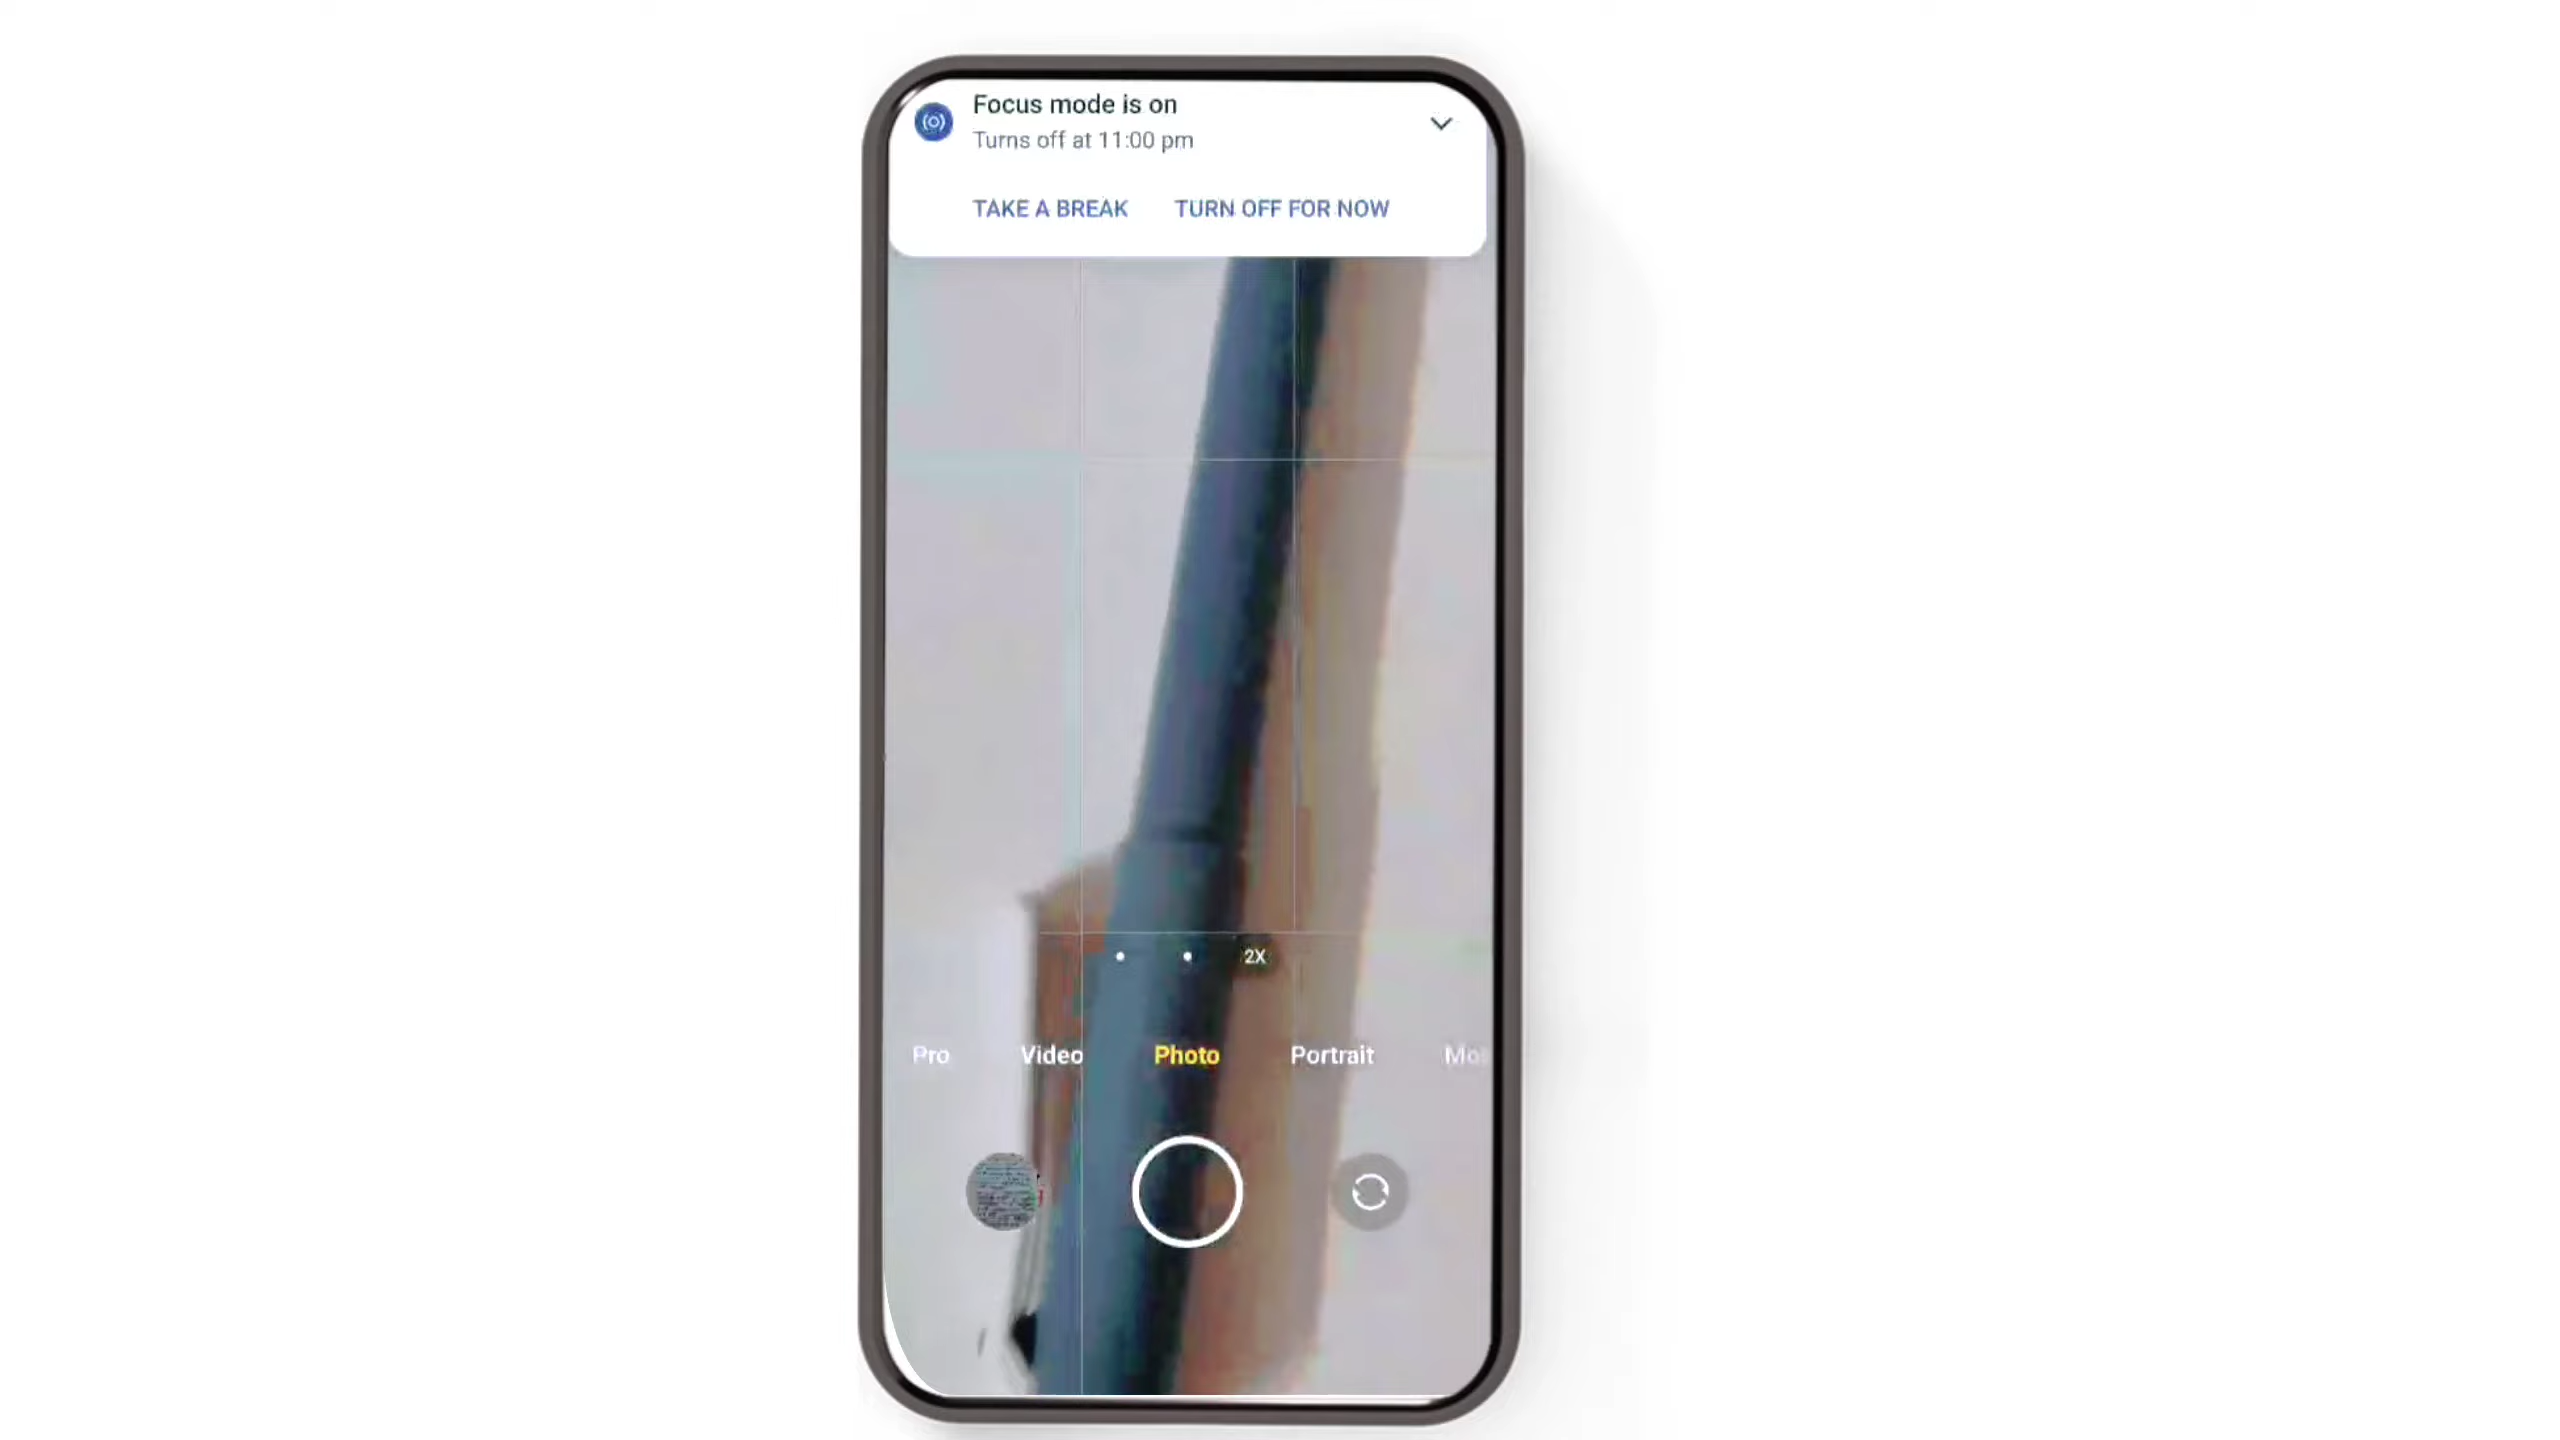 Focus mode is on
Turns off at 11:00 pm
TAKE A BREAK TURN OFF FOR NOW
2X
Pro Video Photo Portrait